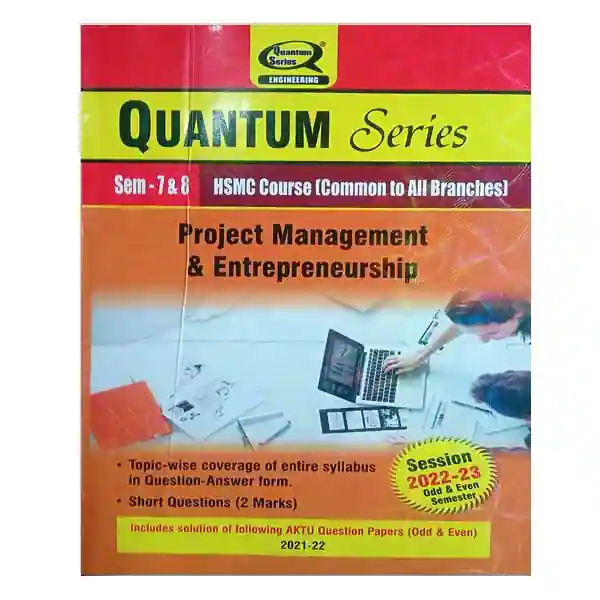 Quantum
Series
ENGINEERING
QUANTUM Series
Sem - 7 & 8 HSMC Course (Common to All Branches)
Project Management
& Entrepreneurship
• Topic-wise coverage of entire syllabus
in Question-Answer form.
• Short Questions (2 Marks)
Session
2022-23
Odd & Even
Semester
Includes solution of following AKTU Question Papers (Odd & Even)
2021-22